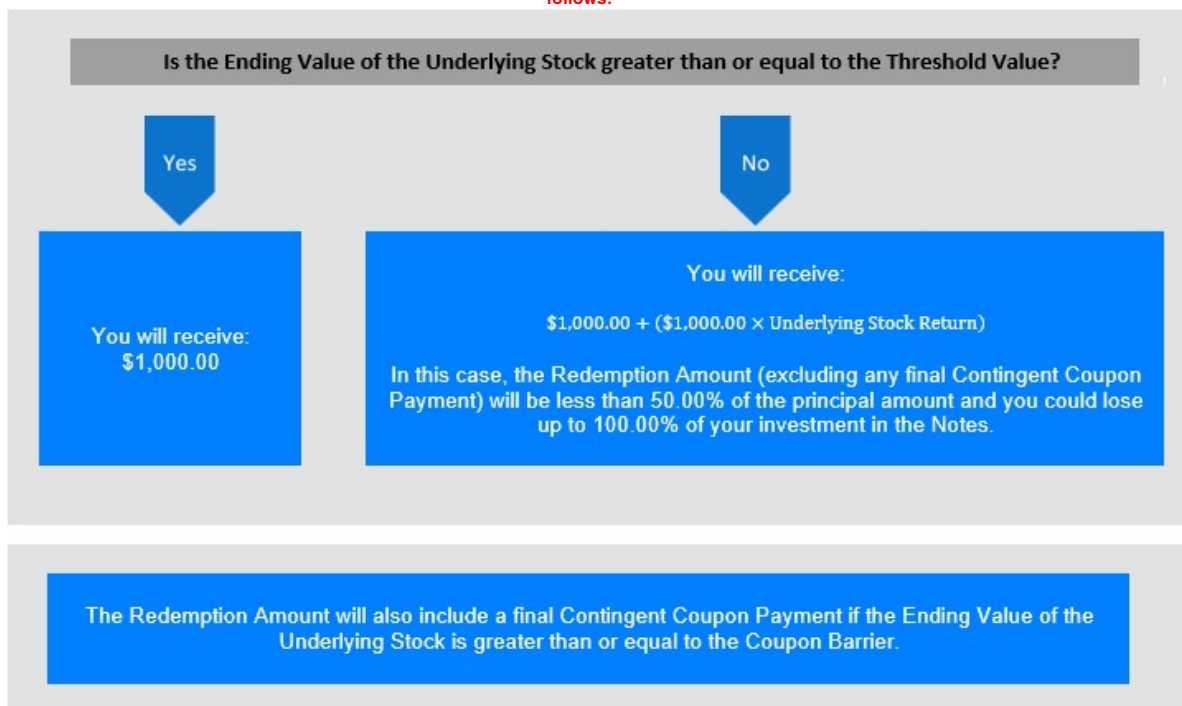 follows:
Is the Ending Value of the Underlying Stock greater than or equal to the Threshold Value?
Yes
No
You will receive:
$1,000.00
You will receive:
$1,000.00 + ($1,000.00 × Underlying Stock Return)
In this case, the Redemption Amount (excluding any final Contingent Coupon
Payment) will be less than 50.00% of the principal amount and you could lose
up to 100.00% of your investment in the Notes.
The Redemption Amount will also include a final Contingent Coupon Payment if the Ending Value of the
Underlying Stock is greater than or equal to the Coupon Barrier.